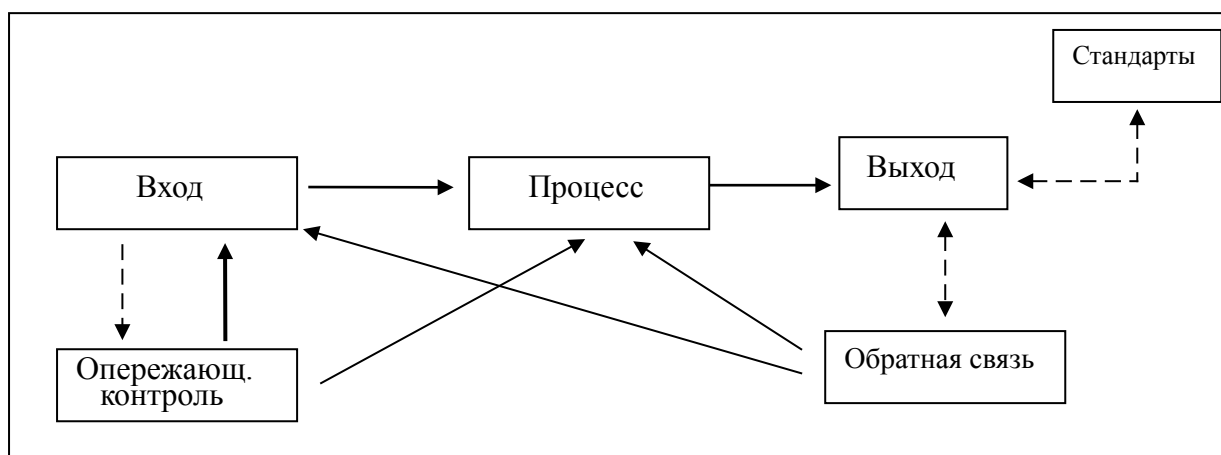 Стандарты
Вход
Процесс
Выход
Опережающ.
контроль
Обратная связь